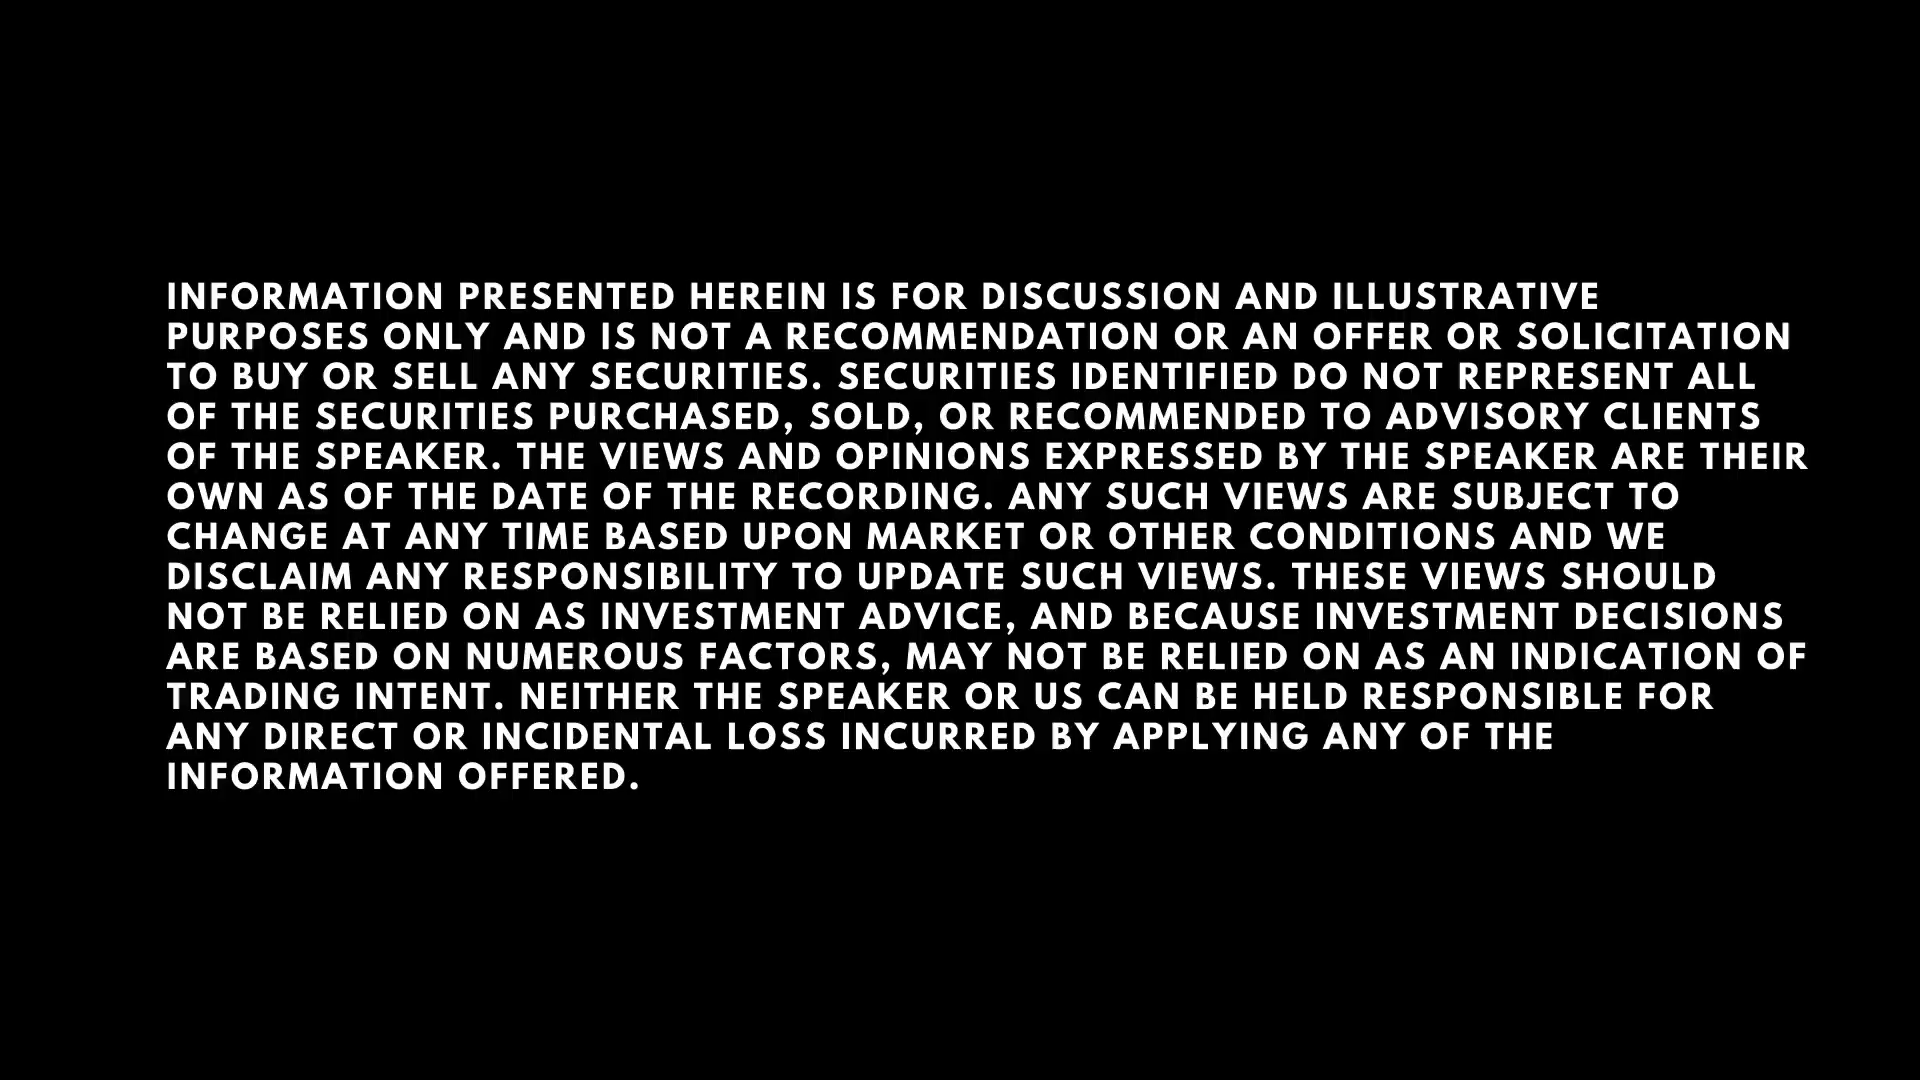 INFORMATION PRESENTED HEREIN IS FOR DISCUSSION AND ILLUSTRATIVE
PURPOSES ONLY AND IS NOT A RECOMMENDATION OR AN OFFER OR SOLICITATION
TO BUY OR SELL ANY SECURITIES. SECURITIES IDENTIFIED DO NOT REPRESENT ALL
OF THE SECURITIES PURCHASED, SOLD, OR RECOMMENDED TO ADVISORY CLIENTS
OF THE SPEAKER. THE VIEWS AND OPINIONS EXPRESSED BY THE SPEAKER ARE THEIR
OWN AS OF THE DATE OF THE RECORDING. ANY SUCH VIEWS ARE SUBJECT TO
CHANGE AT ANY TIME BASED UPON MARKET OR OTHER CONDITIONS AND WE
DISCLAIM ANY RESPONSIBILITY TO UPDATE SUCH VIEWS. THESE VIEWS SHOULD
NOT BE RELIED ON AS INVESTMENT ADVICE, AND BECAUSE INVESTMENT DECISIONS
ARE BASED ON NUMEROUS FACTORS, MAY NOT BE RELIED ON AS AN INDICATION OF
TRADING INTENT. NEITHER THE SPEAKER OR US CAN BE HELD RESPONSIBLE FOR
ANY DIRECT OR INCIDENTAL LOSS INCURRED BY APPLYING ANY OF THE
INFORMATION OFFERED.